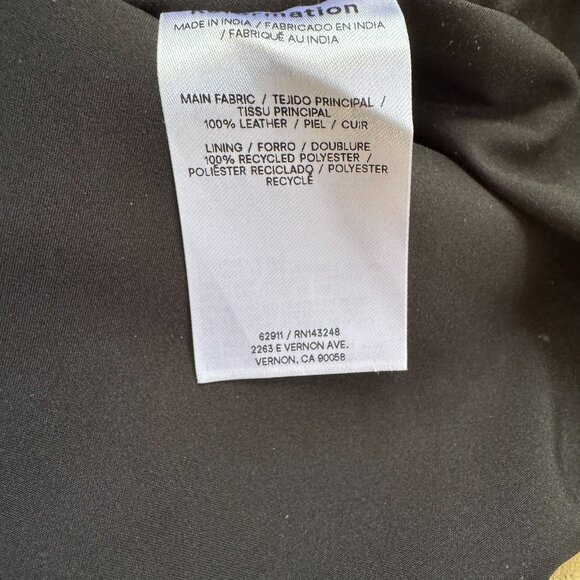 Reformation
MADE IN INDIA / FABRICADO EN INDIA
/ FABRIQUÉ AU INDIA
MAIN FABRIC / TEJIDO PRINCIPAL /
TISSU PRINCIPAL
100% LEATHER / PIEL / CUIR
LINING / FORRO / DOUBLURE
100% RECYCLED POLYESTER /
POLIÉSTER RECICLADO / POLYESTER
RECYCLÉ
62911 / RN143248
2263 E VERNON AVE.
VERNON, CA 90058